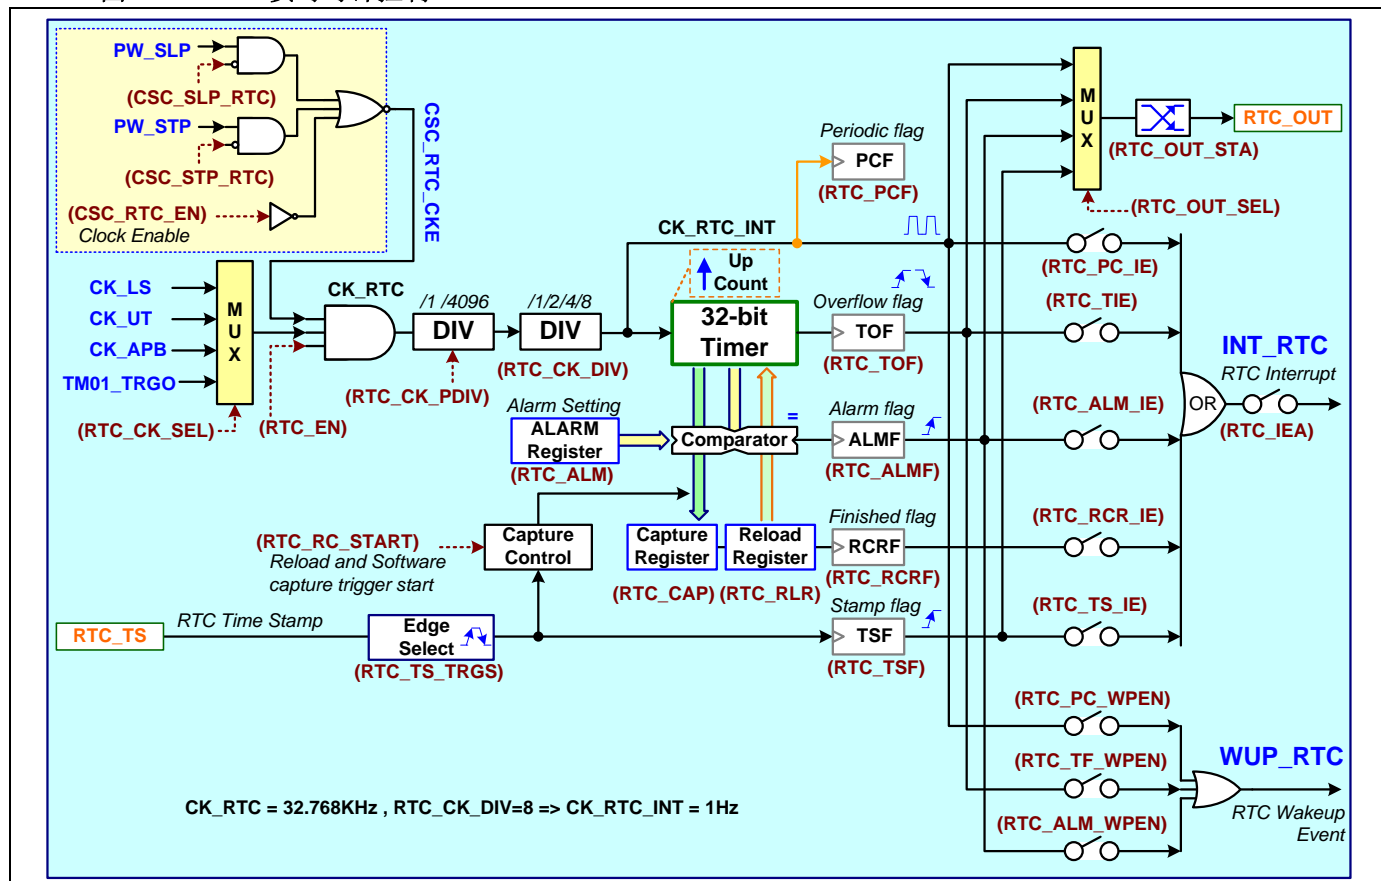 PW_SLP
(CSC_SLP_RTC)
PW_STP
(CSC_STP_RTC)
(CSC_RTC_EN)
Clock Enable
CSC_RTC_CKE
CK_LS
CK_UT
CK_APB
TM01_TRGO
MUX
(RTC_CK_SEL)
CK_RTC
(RTC_EN)
/1 /4096
DIV
(RTC_CK_PDIV)
/1/2/4/8
DIV
(RTC_CK_DIV)
CK_RTC_INT
Up
Count
32-bit
Timer
Periodic flag
PCF
(RTC_PCF)
Overflow flag
TOF
(RTC_TOF)
Alarm Setting
ALARM
Register
(RTC_ALM)
Comparator
=
Alarm flag
ALMF
(RTC_ALMF)
(RTC_RC_START)
Reload and Software
capture trigger start
Capture
Control
Capture
Register
(RTC_CAP)
Reload
Register
(RTC_RLR)
Finished flag
RCRF
(RTC_RCRF)
RTC_TS
RTC Time Stamp
Edge
Select
(RTC_TS_TRGS)
Stamp flag
TSF
(RTC_TSF)
MUX
RTC_OUT
(RTC_OUT_STA)
(RTC_OUT_SEL)
(RTC_PC_IE)
(RTC_TIE)
(RTC_ALM_IE)
(RTC_RCR_IE)
(RTC_TS_IE)
OR
INT_RTC
RTC Interrupt
(RTC_IEA)
(RTC_PC_WPEN)
(RTC_TF_WPEN)
(RTC_ALM_WPEN)
WUP_RTC
RTC Wakeup
Event
CK_RTC = 32.768KHz , RTC_CK_DIV=8 => CK_RTC_INT = 1Hz